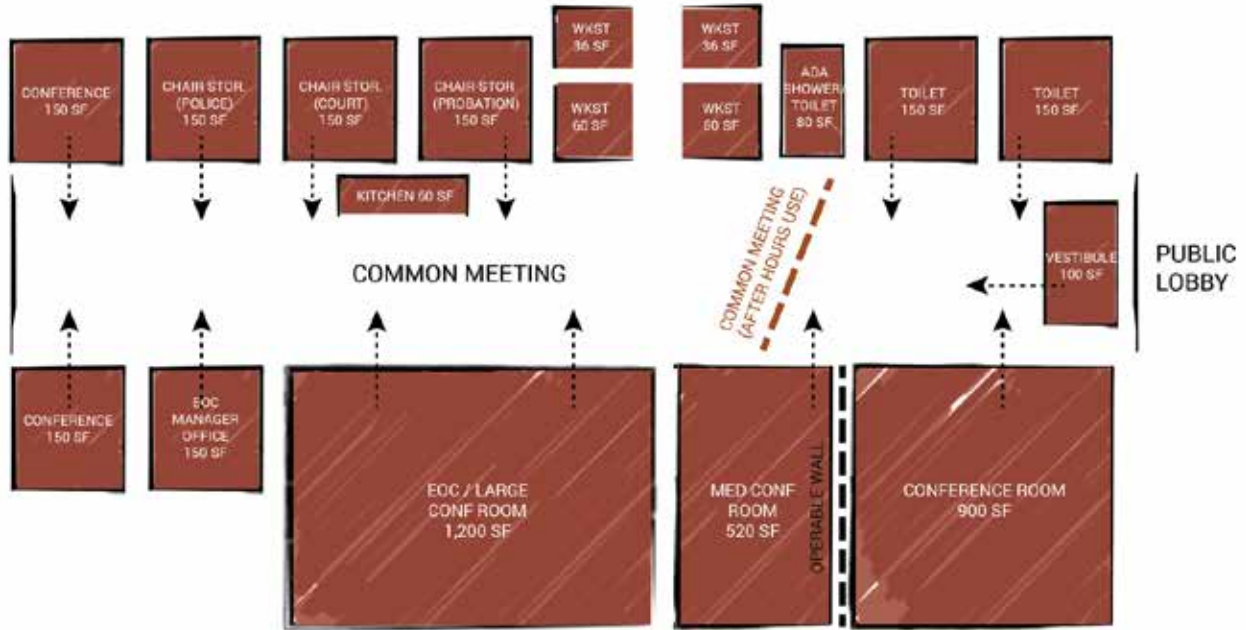 CONFERENCE
150 SF
CHAIR STOR.
(POLICE)
150 SF
CHAIR STOR.
(COURT)
150 SF
CHAIR STOR
(PROBATION)
150 SF
WKST
36 SF
WKST
60 SF
WKST
36 SF
WKST
60 SF
ADA
SHOWER/
TOILET
80 SF
TOILET
150 SF
TOILET
150 SF
KITCHEN 60 SF
COMMON MEETING
COMMON MEETING
(AFTER HOURS USE)
VESTIBULE
100 SF
PUBLIC
LOBBY
CONFERENCE
150 SF
EOC
MANAGER
OFFICE
150 SF
EOC / LARGE
CONF ROOM
1,200 SF
MED CONF
ROOM
520 SF
OPERABLE WALL
CONFERENCE ROOM
900 SF